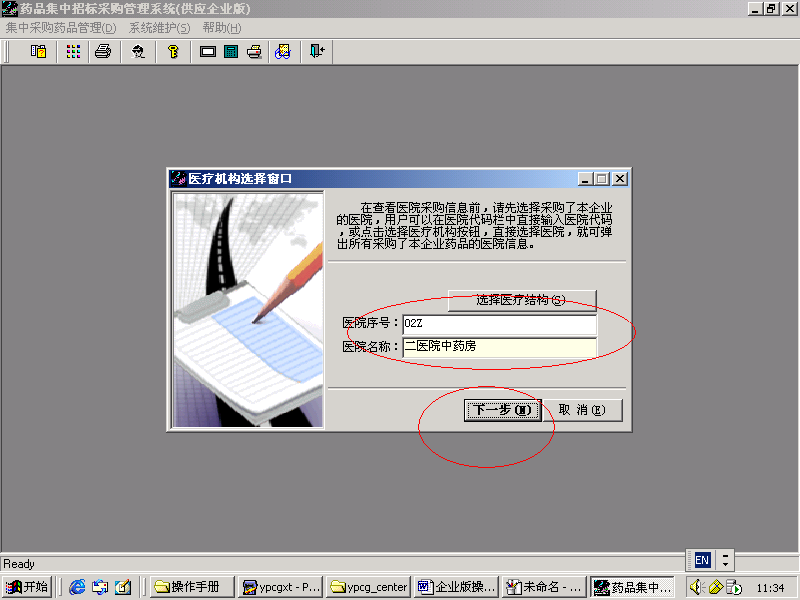 药品集中招标采购管理系统(供应企业版)
集中采购药品管理(D) 系统维护(S) 帮助(H)
医疗机构选择窗口
在查看医院采购信息前，请先选择采购了本企业
的医院，用户可以在医院代码栏中直接输入医院代码
，或点击选择医疗机构按钮，直接选择医院，就可弹
出所有采购了本企业药品的医院信息。
选择医疗结构(S)
医院序号： 02Z
医院名称： 二医院中药房
下一步(N) 取 消(E)
Ready
EN
开始 操作手册 ypcgxt - P... ypcg_center 企业版操... 未命名 - ... 药品集中... 11:34